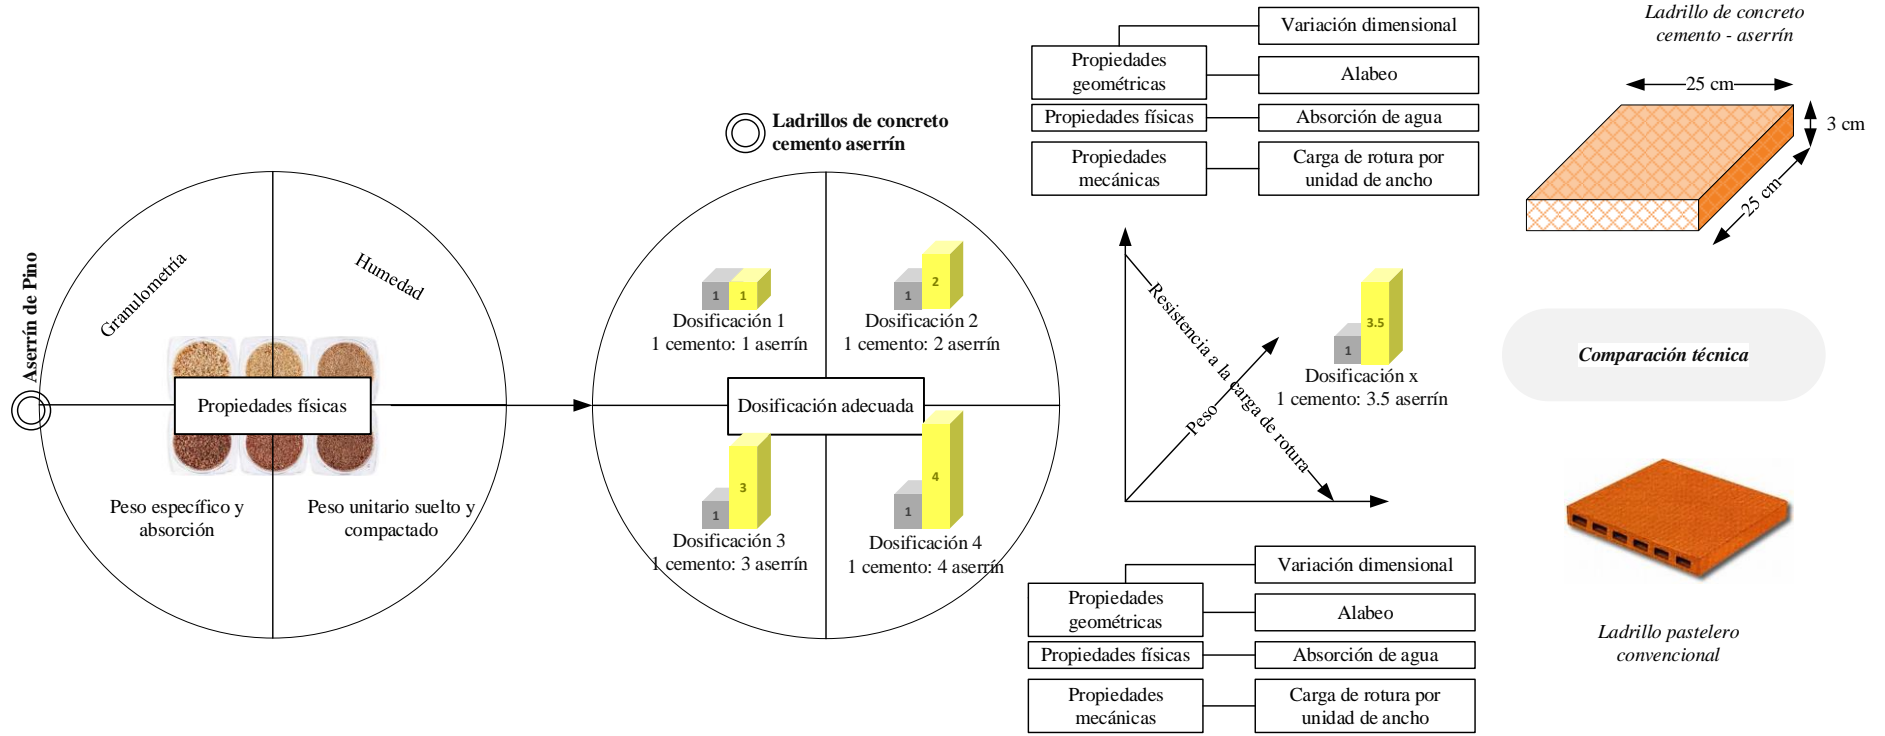 Aserrín de Pino
Granulometría
Humedad
Propiedades físicas
Peso específico y
absorción
Peso unitario suelto y
compactado
Ladrillos de concreto
cemento aserrín
1
1
Dosificación 1
1 cemento: 1 aserrín
1
2
Dosificación 2
1 cemento: 2 aserrín
Dosificación adecuada
1
3
Dosificación 3
1 cemento: 3 aserrín
1
4
Dosificación 4
1 cemento: 4 aserrín
Variación dimensional
Propiedades
geométricas
Alabeo
Propiedades físicas
Absorción de agua
Propiedades
mecánicas
Carga de rotura por
unidad de ancho
Resistencia a la carga de rotura
Peso
1
3.5
Dosificación x
1 cemento: 3.5 aserrín
Variación dimensional
Propiedades
geométricas
Alabeo
Propiedades físicas
Absorción de agua
Propiedades
mecánicas
Carga de rotura por
unidad de ancho
Ladrillo de concreto
cemento - aserrín
25 cm
3 cm
25 cm
Comparación técnica
Ladrillo pastelero
convencional